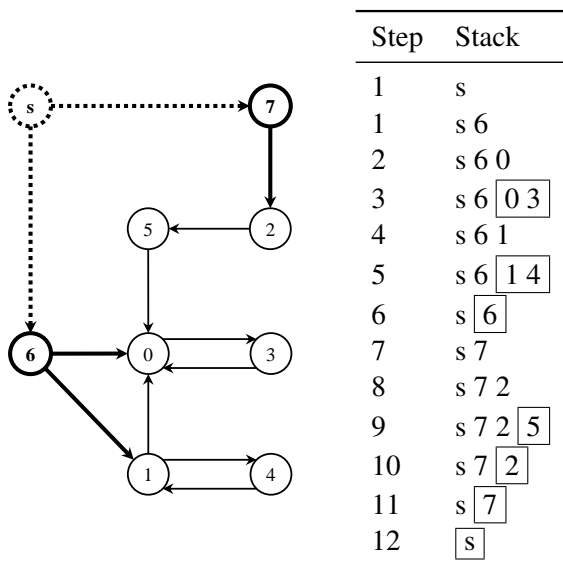 s
7
5
2
6
0
3
1
4
Step Stack
1 s
1 s 6
2 s 6 0
3 s 6 0 3
4 s 6 1
5 s 6 1 4
6 s 6
7 s 7
8 s 7 2
9 s 7 2 5
10 s 7 2
11 s 7
12 s